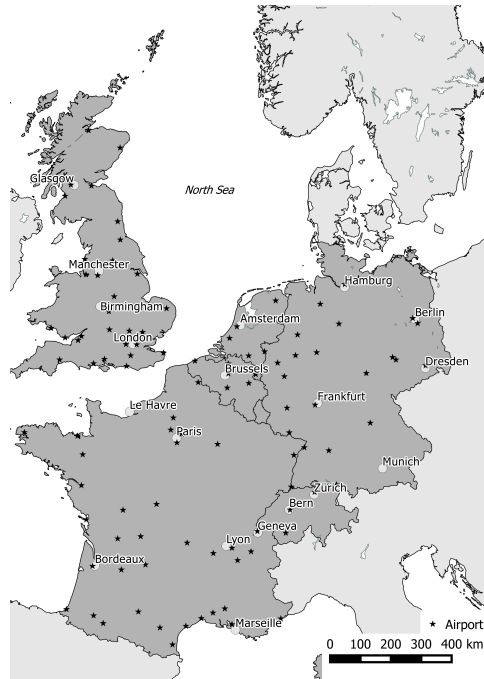 Glasgow
North Sea
Manchester
Hamburg
Birmingham
Amsterdam
Berlin
London
Brussels
Dresden
Le Havre
Frankfurt
Paris
Munich
Zürich
Bern
Geneva
Lyon
Bordeaux
Marseille
Airport
0 100 200 300 400 km